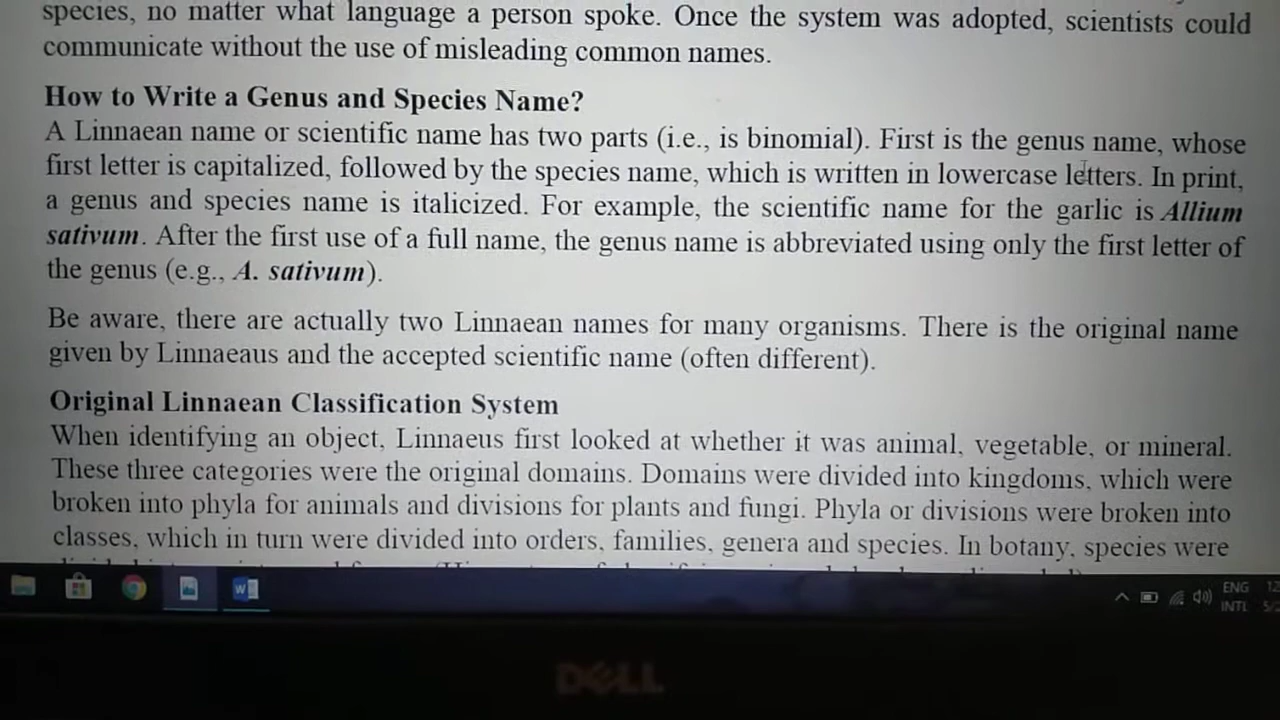 species, no matter what language a person spoke. Once the system was adopted, scientists could
communicate without the use of misleading common names.
How to Write a Genus and Species Name?
A Linnaean name or scientific name has two parts (i.e., is binomial). First is the genus name, whose
first letter is capitalized, followed by the species name, which is written in lowercase letters. In print,
a genus and species name is italicized. For example, the scientific name for the garlic is Allium
sativum. After the first use of a full name, the genus name is abbreviated using only the first letter of
the genus (e.g., A. sativum).
Be aware, there are actually two Linnaean names for many organisms. There is the original name
given by Linnaeaus and the accepted scientific name (often different).
Original Linnaean Classification System
When identifying an object, Linnaeus first looked at whether it was animal, vegetable, or mineral.
These three categories were the original domains. Domains were divided into kingdoms, which were
broken into phyla for animals and divisions for plants and fungi. Phyla or divisions were broken into
classes, which in turn were divided into orders, families, genera and species. In botany, species were
ENG
INTL
DELL